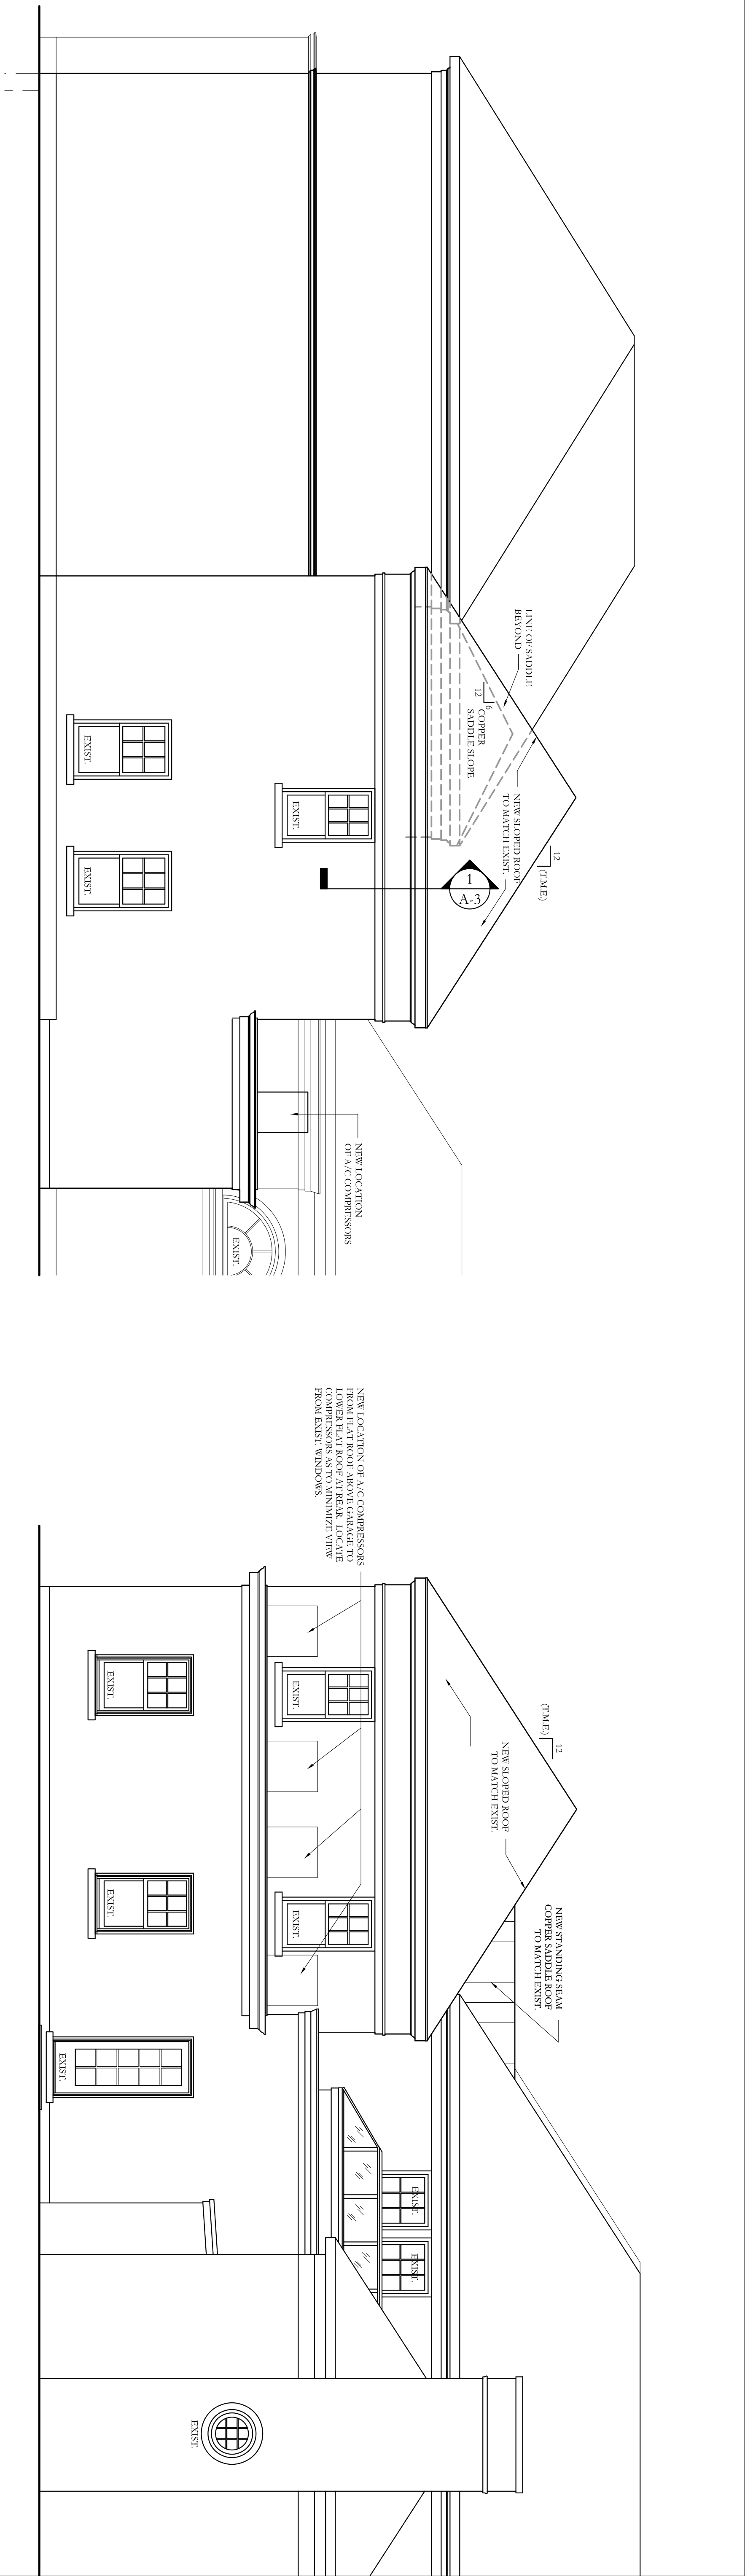 LINE OF SADDLE
BEYOND
6
12
COPPER
SADDLE SLOPE
NEW SLOPED ROOF
TO MATCH EXIST.
12
(T.M.E.)
1
A-3
EXIST.
EXIST.
EXIST.
NEW LOCATION
OF A/C COMPRESSORS
EXIST.
NEW LOCATION OF A/C COMPRESSORS
FROM FLAT ROOF ABOVE GARAGE TO
LOWER FLAT ROOF AT REAR. LOCATE
COMPRESSORS AS TO MINIMIZE VIEW
FROM EXIST. WINDOWS.
12
(T.M.E.)
NEW SLOPED ROOF
TO MATCH EXIST.
NEW STANDING SEAM
COPPER SADDLE ROOF
TO MATCH EXIST.
EXIST.
EXIST.
EXIST.
EXIST.
EXIST.
EXIST.
EXIST.
EXIST.